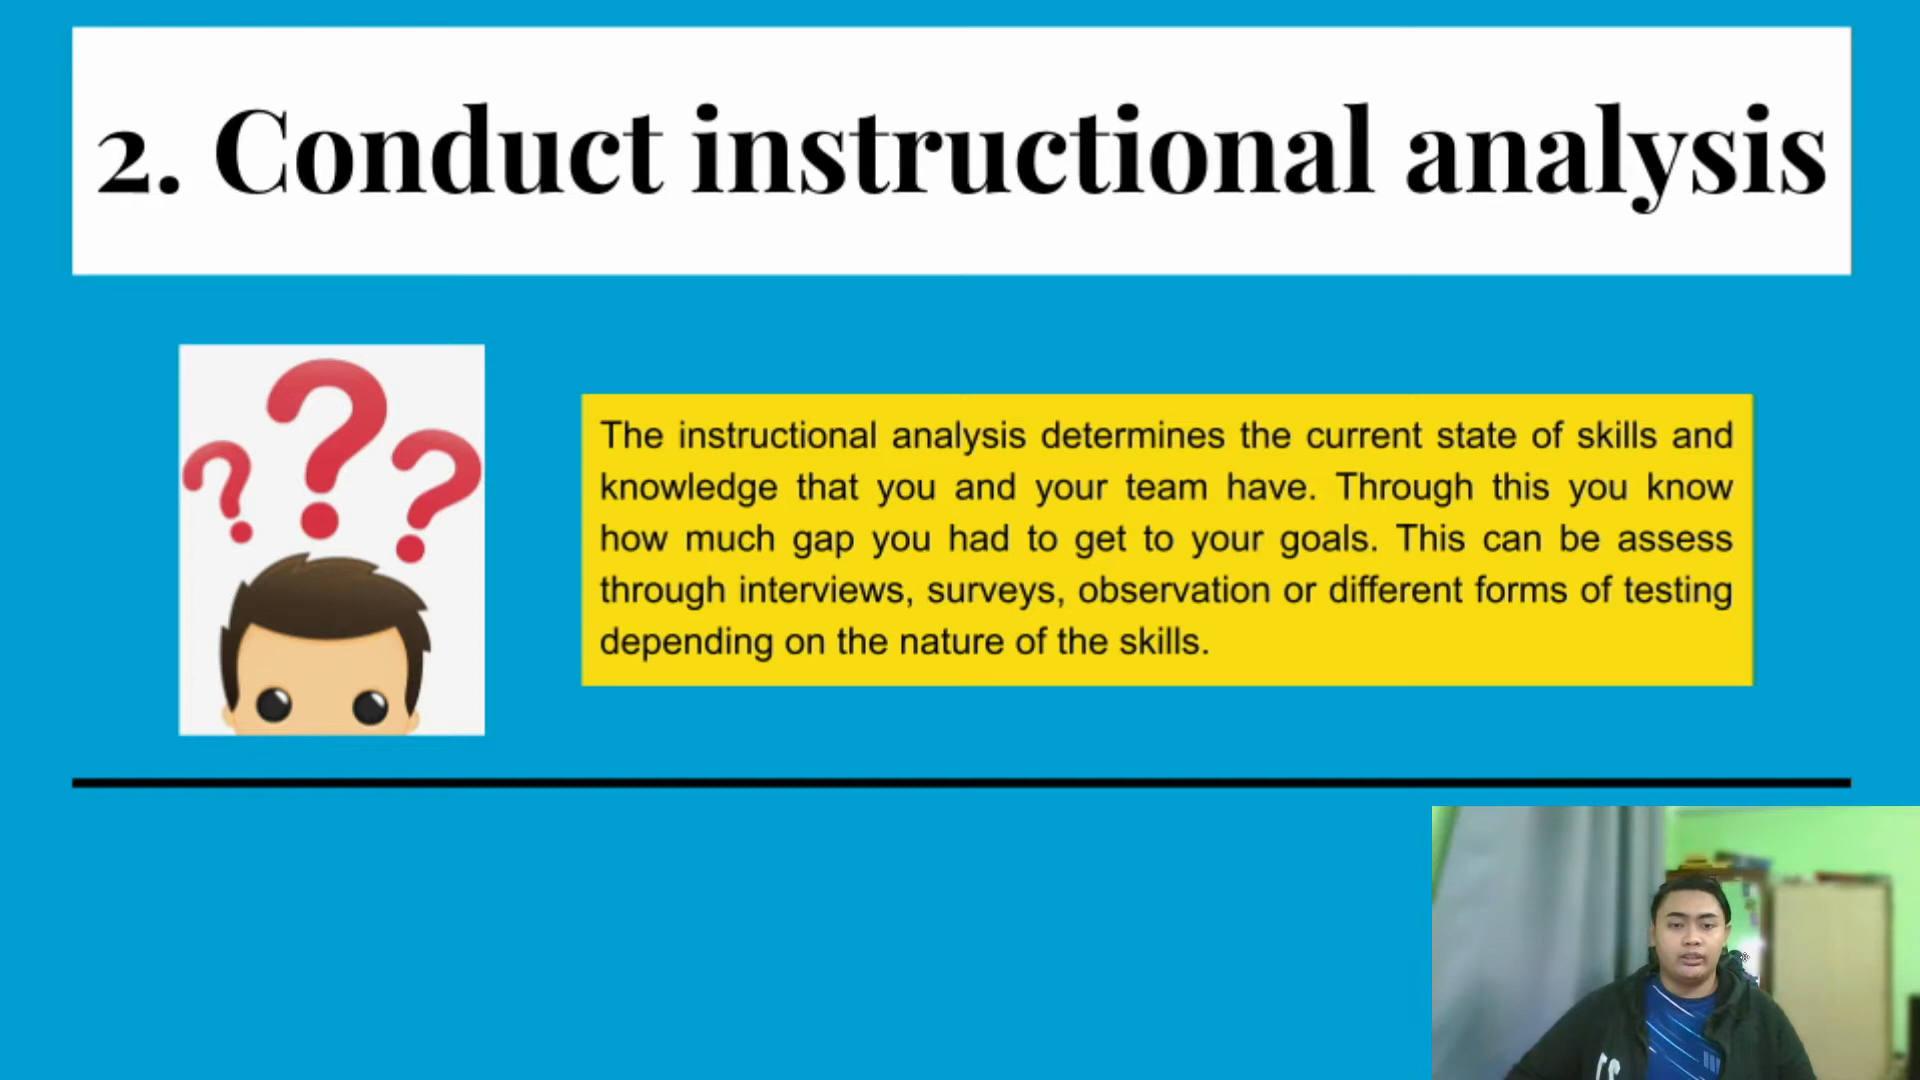 2. Conduct instructional analysis
The instructional analysis determines the current state of skills and
knowledge that you and your team have. Through this you know
how much gap you had to get to your goals. This can be assess
through interviews, surveys, observation or different forms of testing
depending on the nature of the skills.